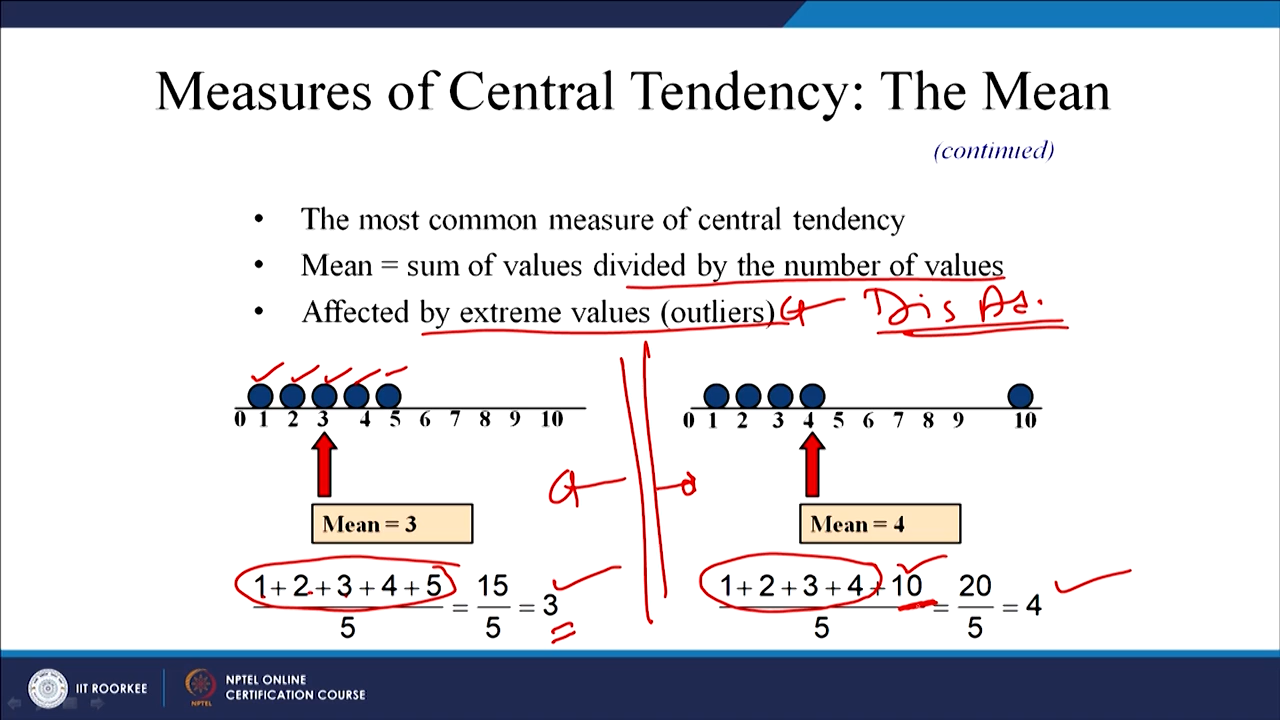 Measures of Central Tendency: The Mean
(continued)
• The most common measure of central tendency
• Mean = sum of values divided by the number of values
• Affected by extreme values (outliers)
Dis Ad.
0 1 2 3 4 5 6 7 8 9 10
Mean = 3
1+2+3+4+5
5
= 15
5
= 3
0 1 2 3 4 5 6 7 8 9 10
Mean = 4
1+2+3+4+10
5
= 20
5
= 4
IIT ROORKEE
NPTEL
NPTEL ONLINE
CERTIFICATION COURSE